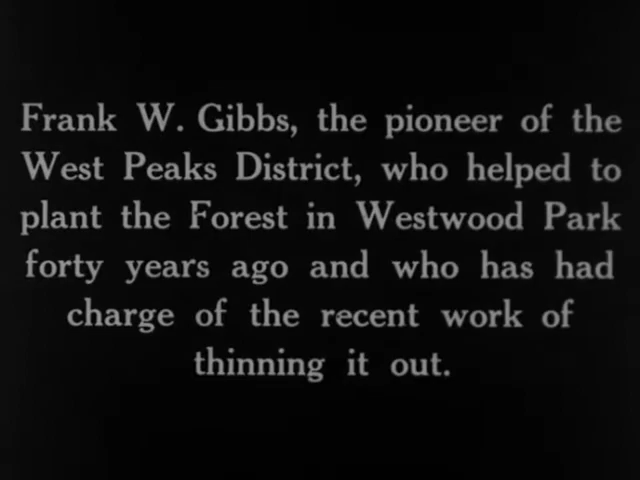 Frank W. Gibbs, the pioneer of the
West Peaks District, who helped to
plant the Forest in Westwood Park
forty years ago and who has had
charge of the recent work of
thinning it out.